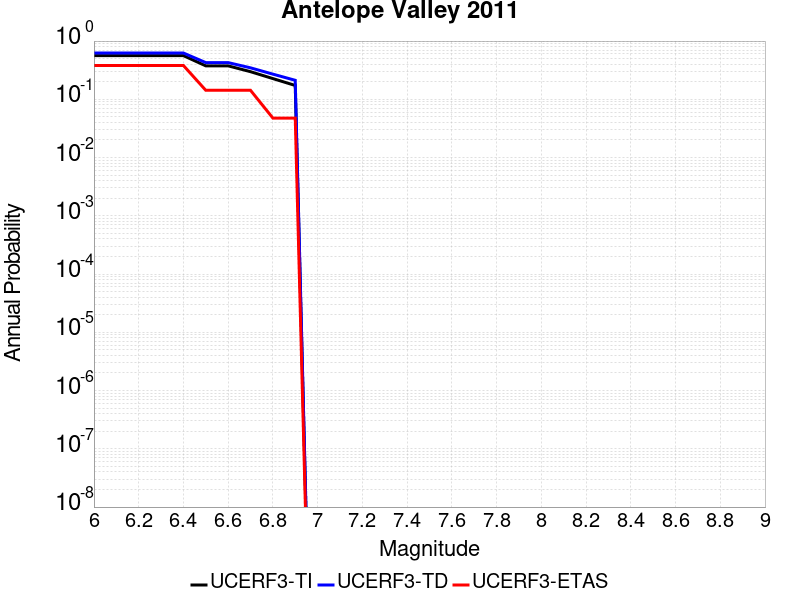 Antelope Valley 2011
Annual Probability
10^0
10^-1
10^-2
10^-3
10^-4
10^-5
10^-6
10^-7
10^-8
6 6.2 6.4 6.6 6.8 7 7.2 7.4 7.6 7.8 8 8.2 8.4 8.6 8.8 9
Magnitude
UCERF3-TI UCERF3-TD UCERF3-ETAS